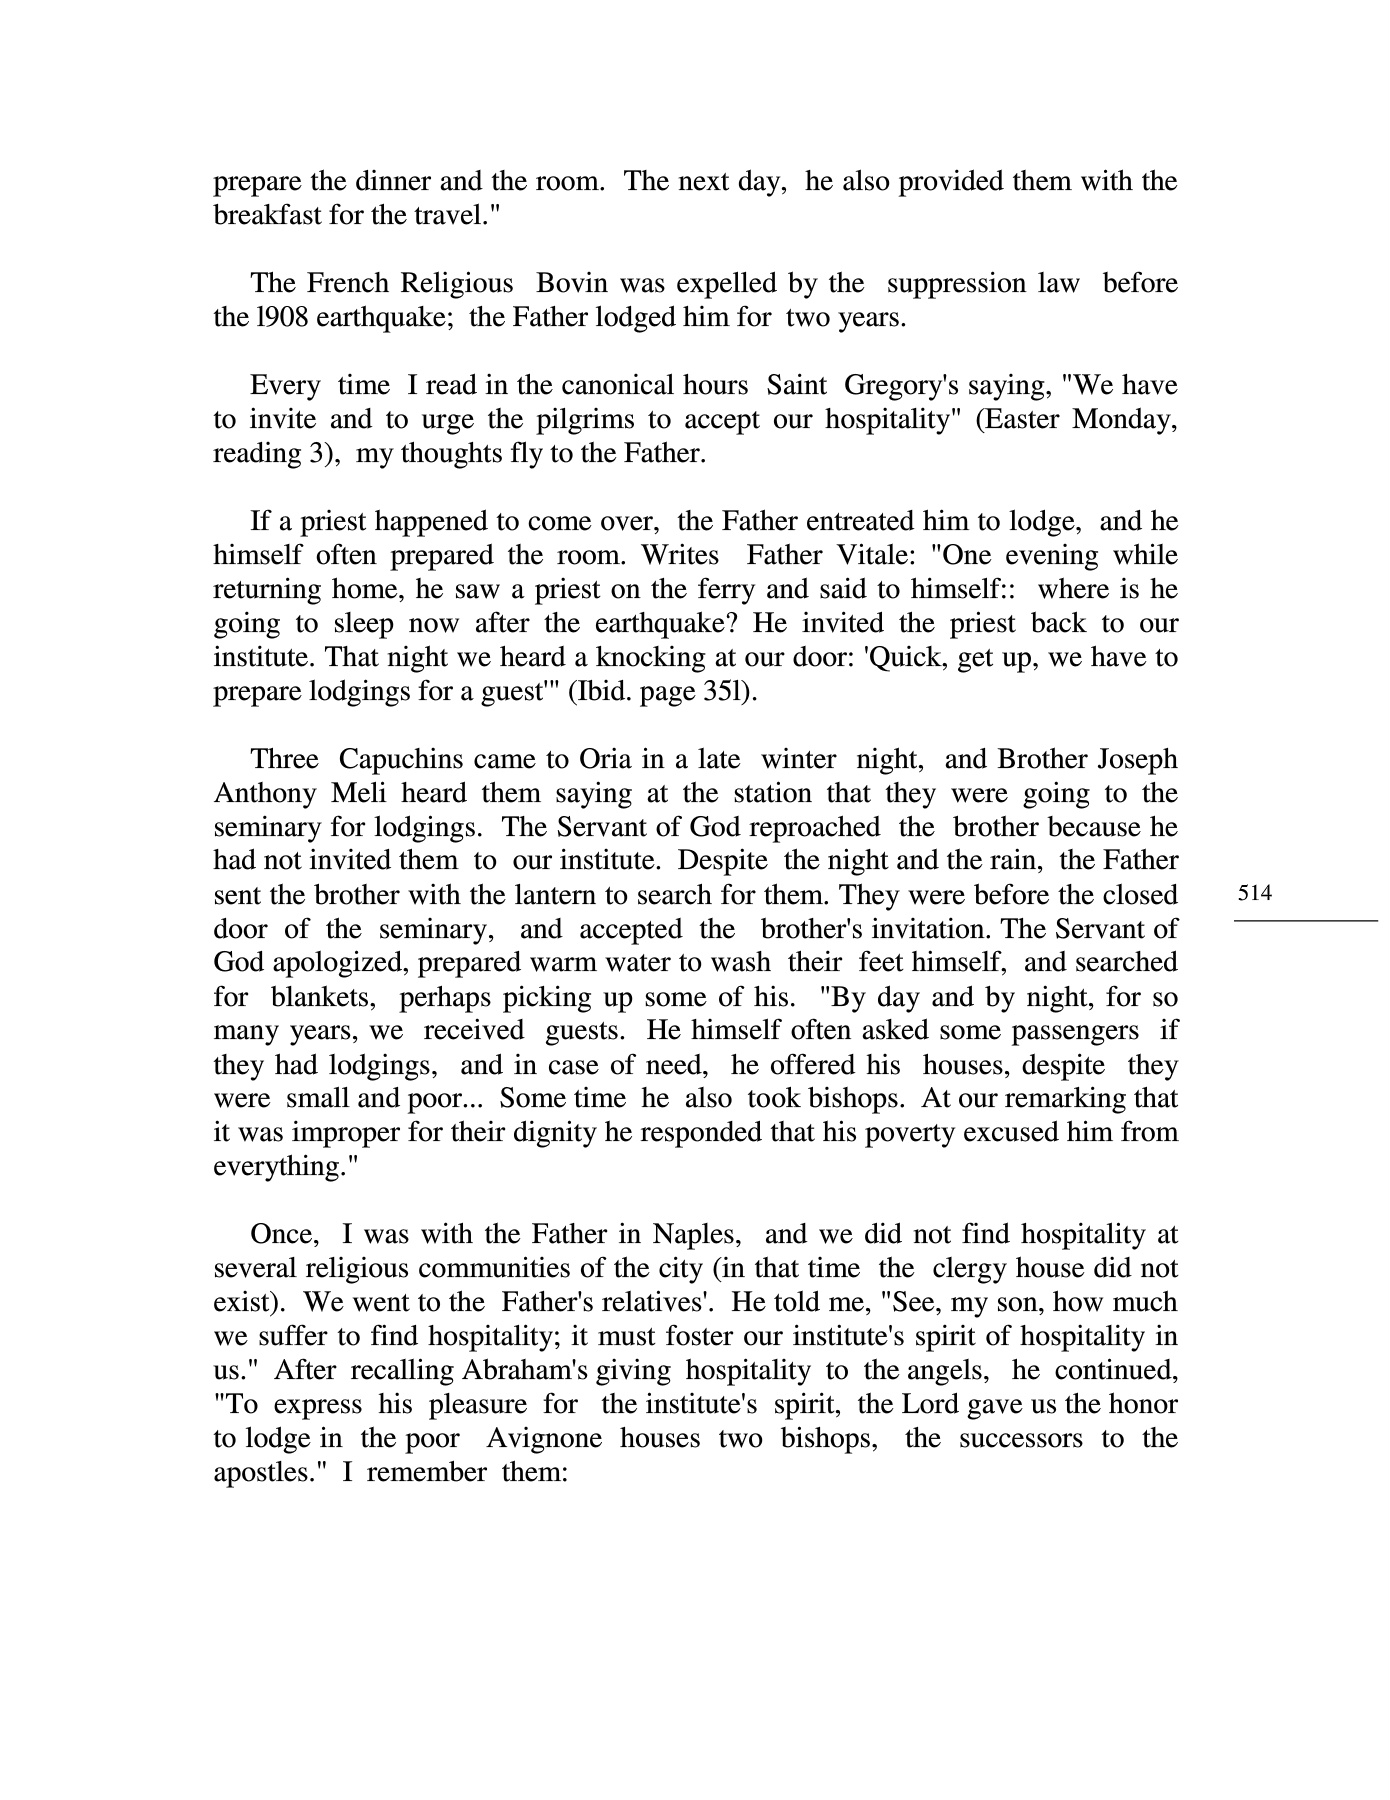 prepare the dinner and the room. The next day, he also provided them with the
breakfast for the travel."
The French Religious Bovin was expelled by the suppression law before
the l908 earthquake; the Father lodged him for two years.
Every time I read in the canonical hours Saint Gregory's saying, "We have
to invite and to urge the pilgrims to accept our hospitality" (Easter Monday,
reading 3), my thoughts fly to the Father.
If a priest happened to come over, the Father entreated him to lodge, and he
himself often prepared the room. Writes Father Vitale: "One evening while
returning home, he saw a priest on the ferry and said to himself:: where is he
going to sleep now after the earthquake? He invited the priest back to our
institute. That night we heard a knocking at our door: 'Quick, get up, we have to
prepare lodgings for a guest'" (Ibid. page 35l).
Three Capuchins came to Oria in a late winter night, and Brother Joseph
Anthony Meli heard them saying at the station that they were going to the
seminary for lodgings. The Servant of God reproached the brother because he
had not invited them to our institute. Despite the night and the rain, the Father
sent the brother with the lantern to search for them. They were before the closed
door of the seminary, and accepted the brother's invitation. The Servant of
God apologized, prepared warm water to wash their feet himself, and searched
for blankets, perhaps picking up some of his. "By day and by night, for so
many years, we received guests. He himself often asked some passengers if
they had lodgings, and in case of need, he offered his houses, despite they
were small and poor... Some time he also took bishops. At our remarking that
it was improper for their dignity he responded that his poverty excused him from
everything."
Once, I was with the Father in Naples, and we did not find hospitality at
several religious communities of the city (in that time the clergy house did not
exist). We went to the Father's relatives'. He told me, "See, my son, how much
we suffer to find hospitality; it must foster our institute's spirit of hospitality in
us." After recalling Abraham's giving hospitality to the angels, he continued,
"To express his pleasure for the institute's spirit, the Lord gave us the honor
to lodge in the poor Avignone houses two bishops, the successors to the
apostles." I remember them:
514